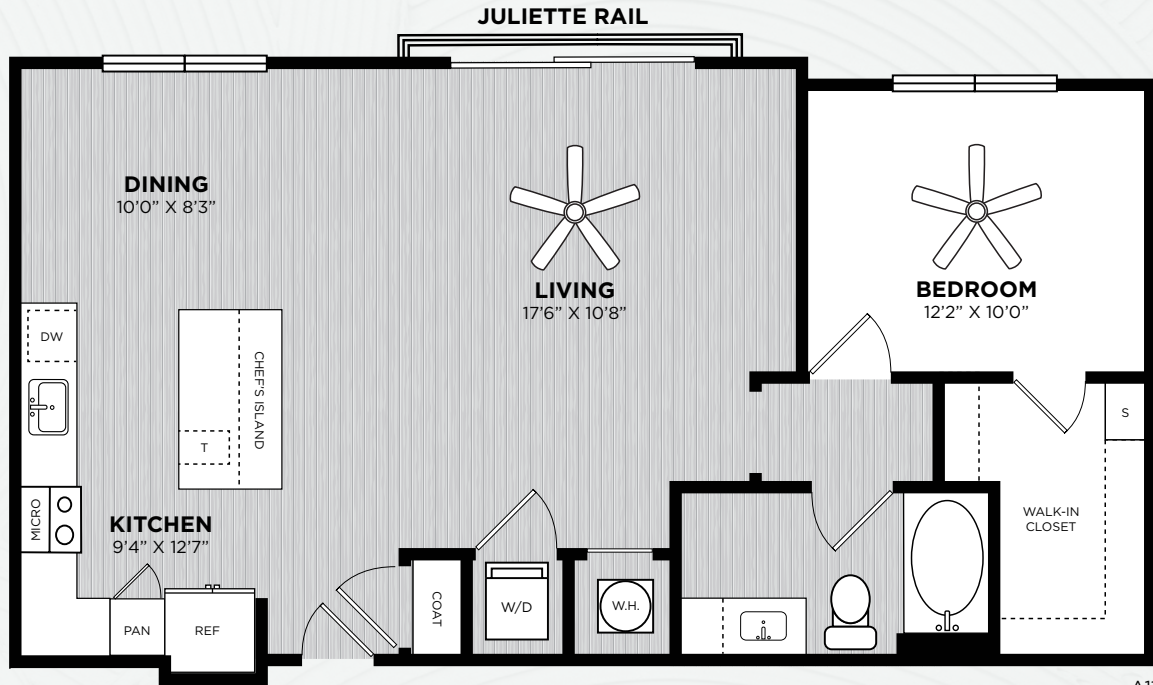 JULIETTE RAIL
DINING
10'0" X 8'3"
LIVING
17'6" X 10'8"
BEDROOM
12'2" X 10'0"
DW
CHEF'S ISLAND
T
S
MICRO
KITCHEN
9'4" X 12'7"
WALK-IN
CLOSET
PAN
REF
COAT
W/D
W.H.